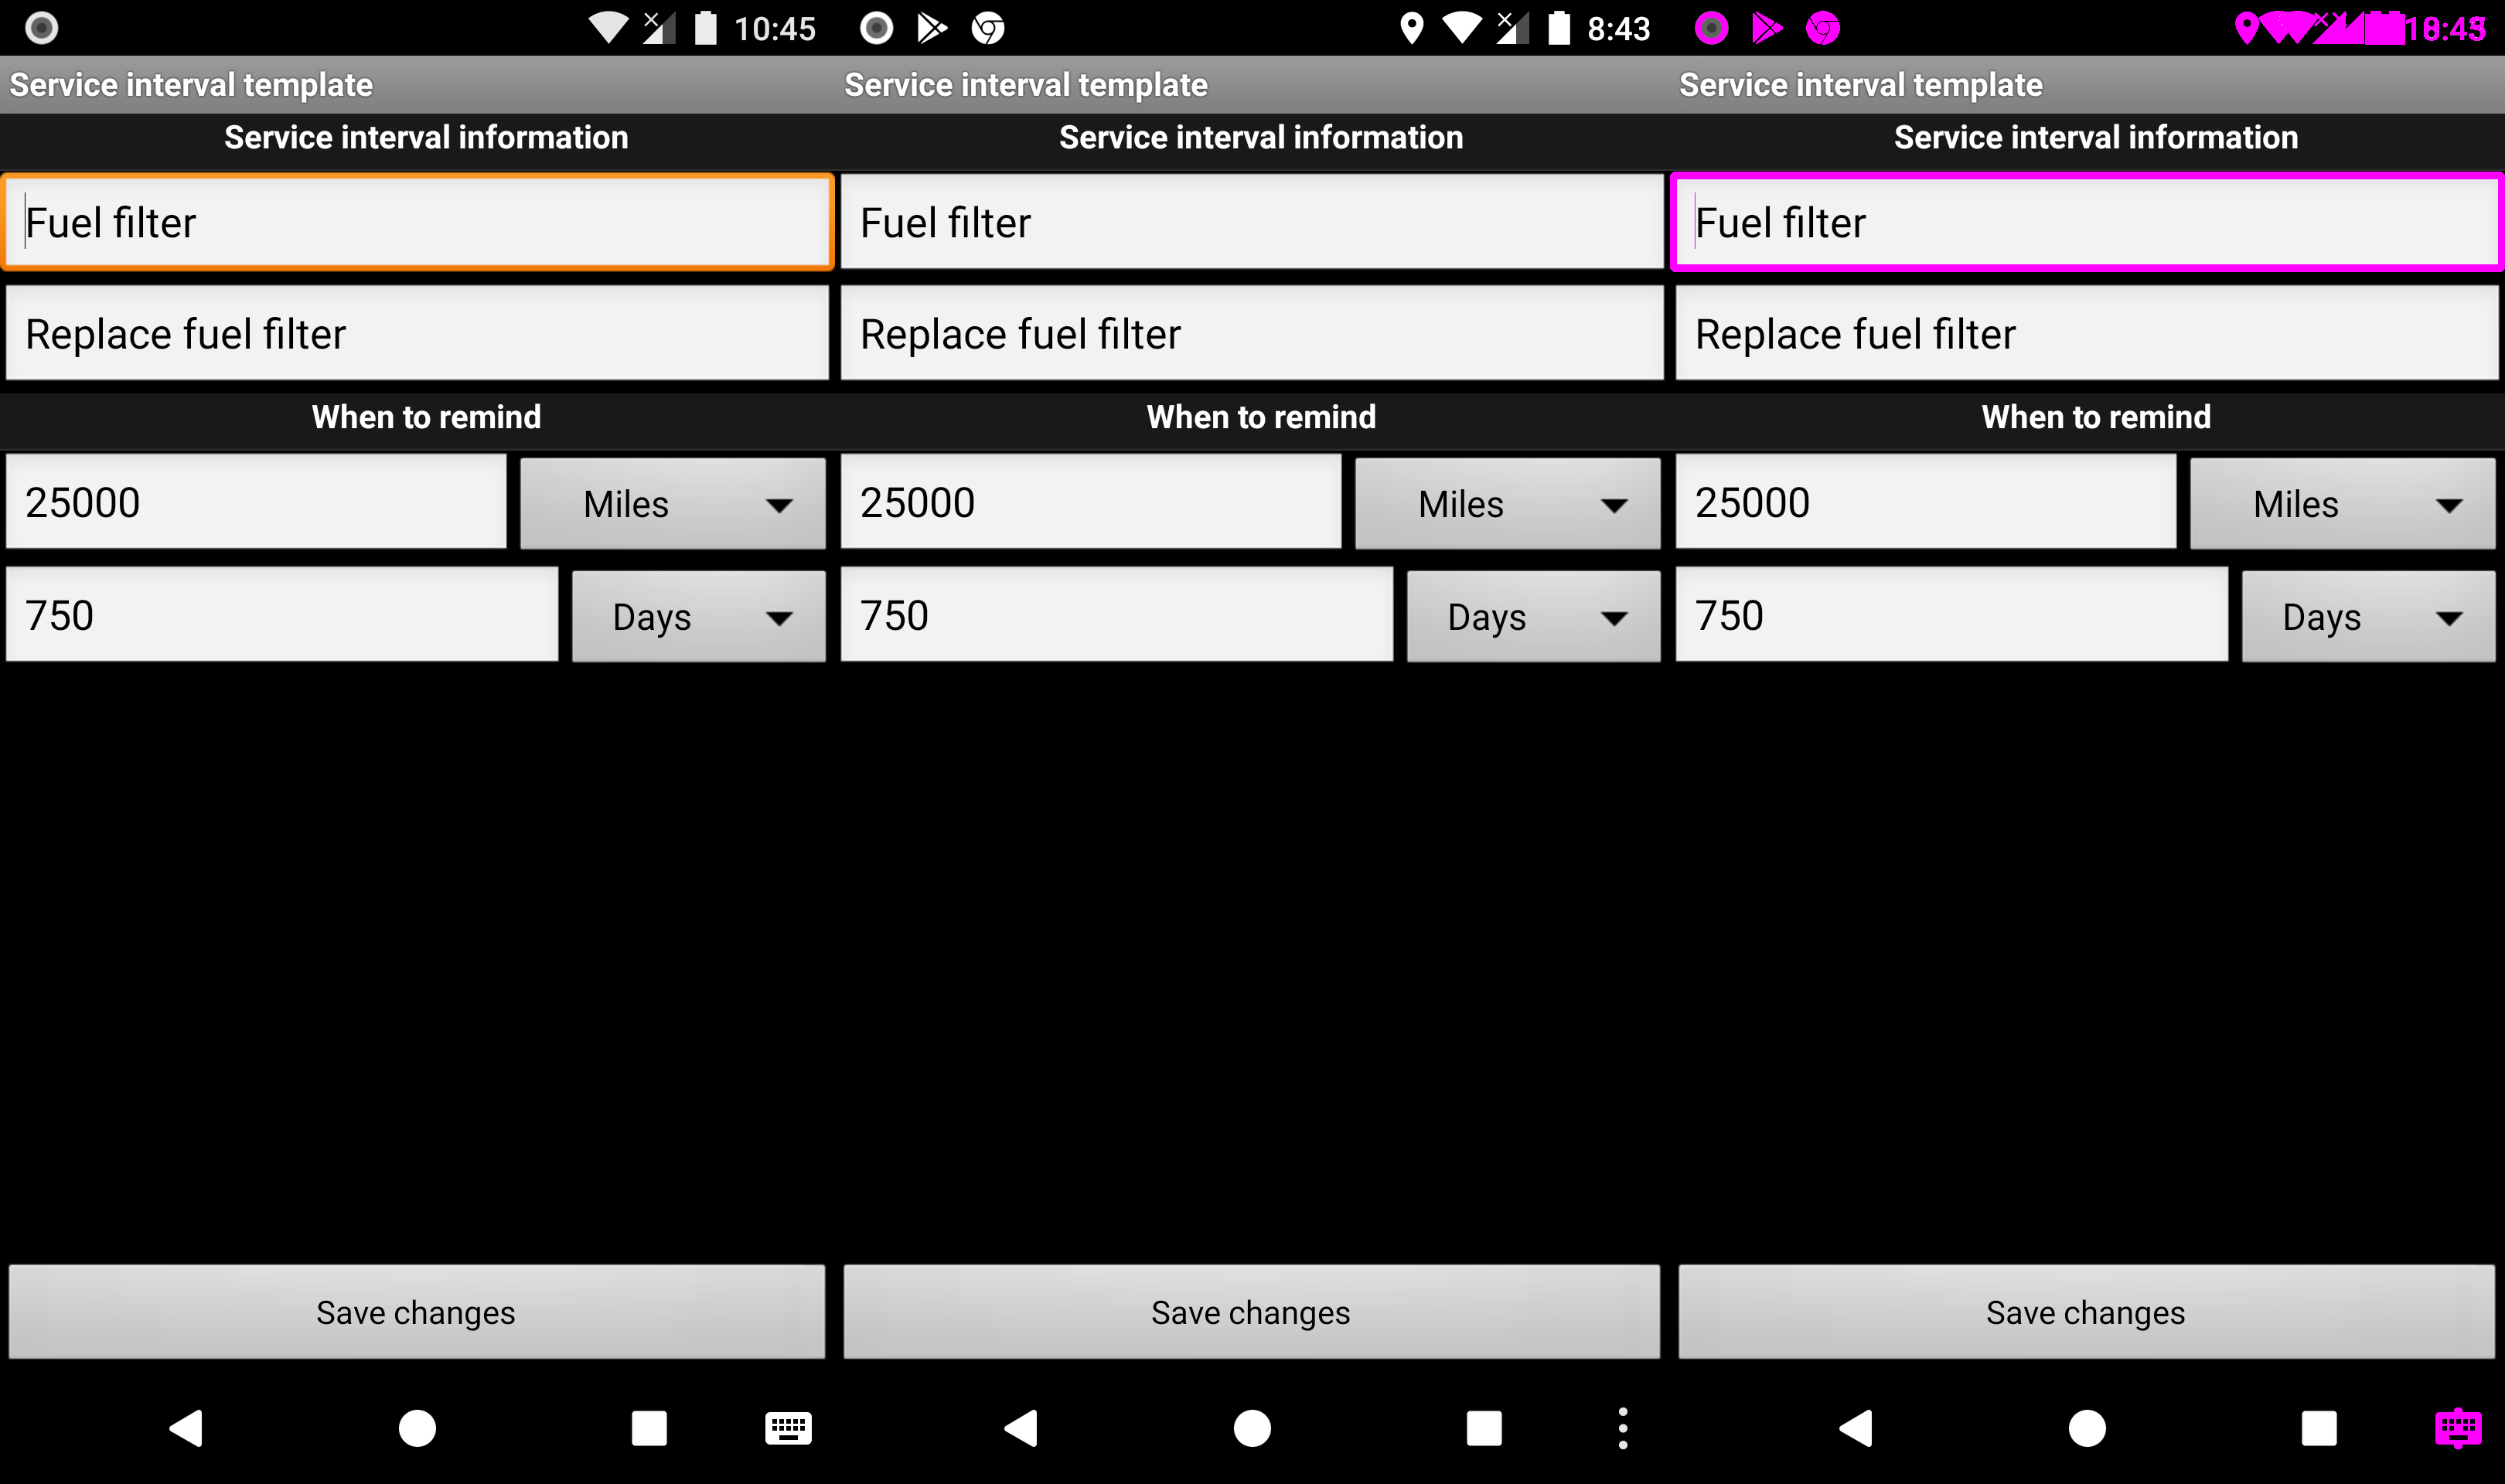 10:45
8:43
Service interval template
Service interval template
Service interval template
Service interval information
Service interval information
Service interval information
Fuel filter
Fuel filter
Fuel filter
Replace fuel filter
Replace fuel filter
Replace fuel filter
When to remind
When to remind
When to remind
25000 Miles
25000 Miles
25000 Miles
750 Days
750 Days
750 Days
Save changes
Save changes
Save changes